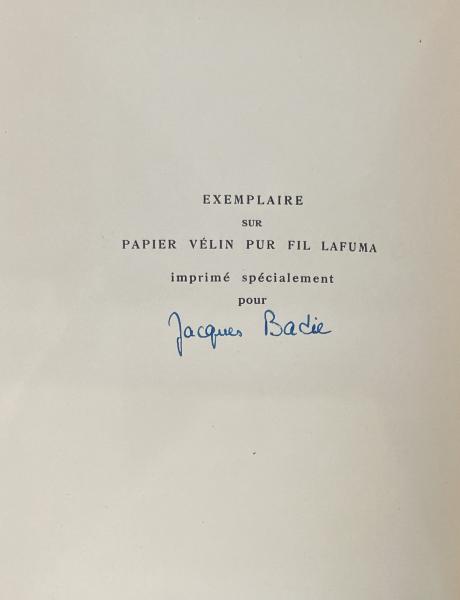 EXEMPLAIRE
SUR
PAPIER VÉLIN PUR FIL LAFUMA
imprimé spécialement
pour
Jacques Badie